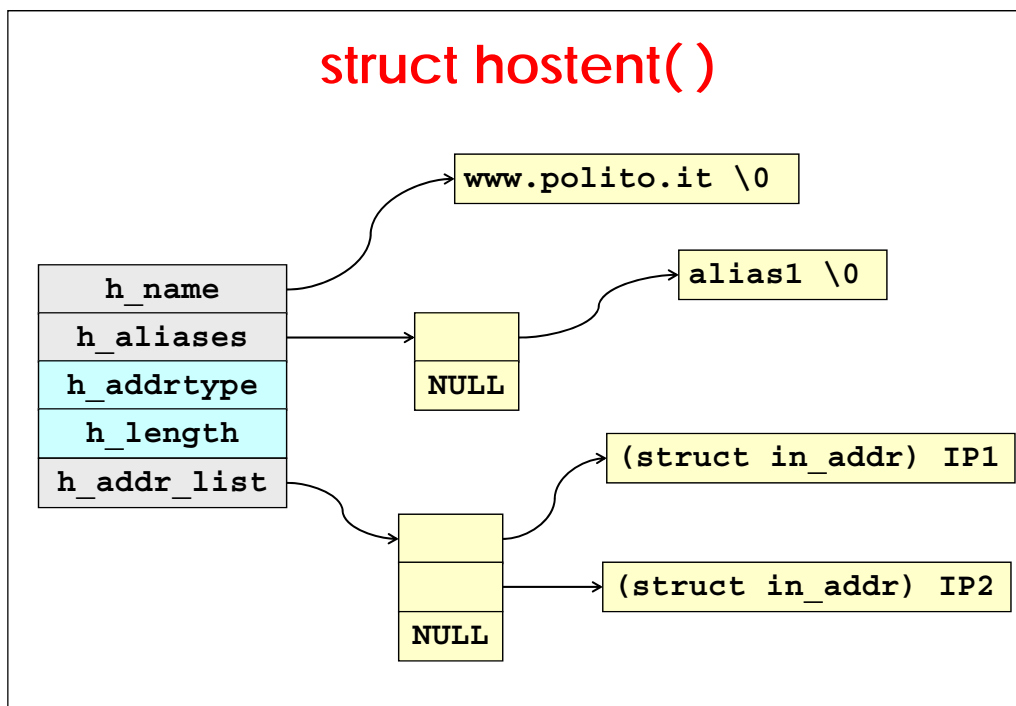 struct hostent( )
www.polito.it \0
alias1 \0
h_name
h_aliases
h_addrtype
h_length
h_addr_list
NULL
(struct in_addr) IP1
(struct in_addr) IP2
NULL